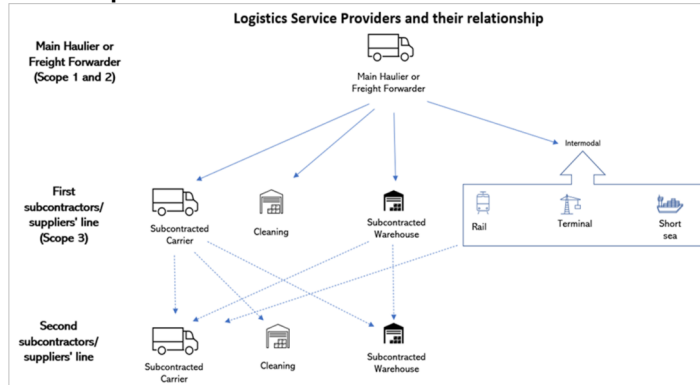 Logistics Service Providers and their relationship
Main Haulier or
Freight Forwarder
(Scope 1 and 2)
Main Haulier or
Freight Forwarder
Intermodal
First
subcontractors/
suppliers' line
(Scope 3)
Subcontracted
Carrier
Cleaning
Subcontracted
Warehouse
Rail
Terminal
Short
sea
Second
subcontractors/
suppliers' line
Subcontracted
Carrier
Cleaning
Subcontracted
Warehouse